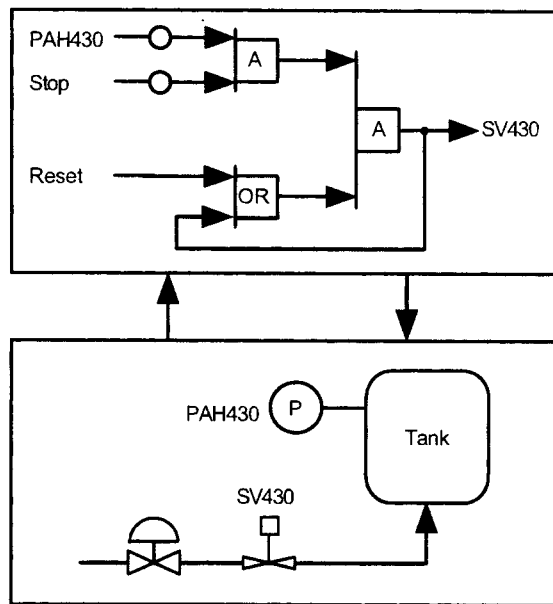 PAH430
A
Stop
A
SV430
Reset
OR
PAH430
P
Tank
SV430